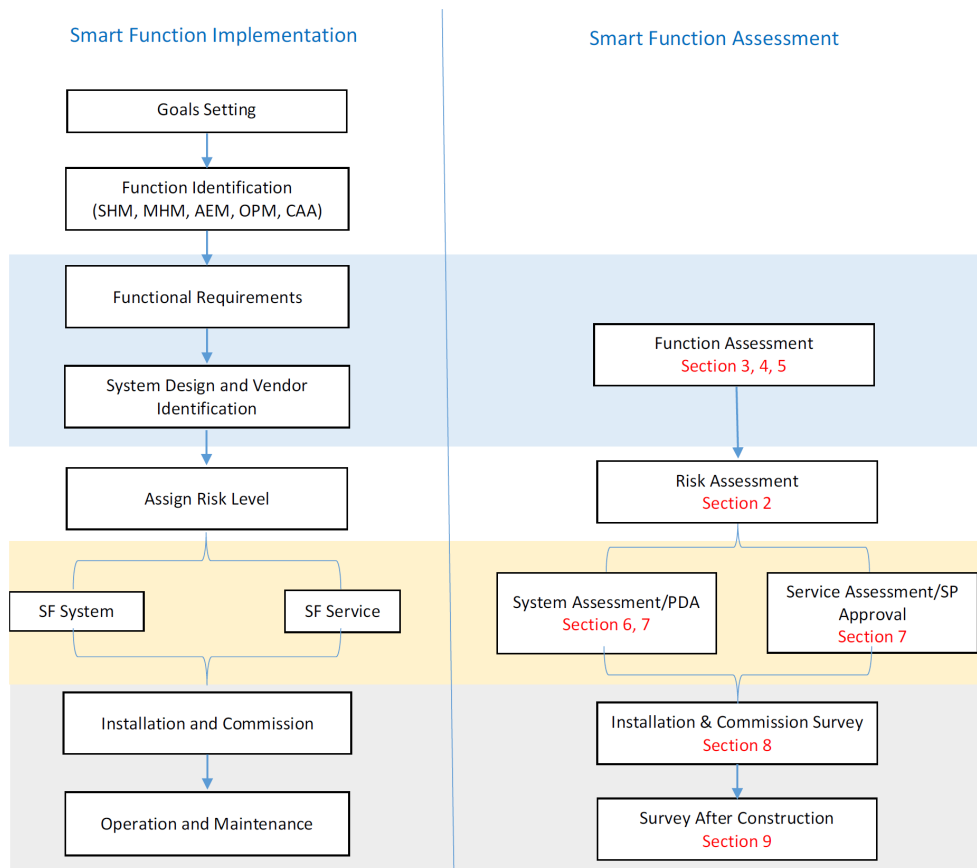 Smart Function Implementation
Smart Function Assessment
Goals Setting
Function Identification
(SHM, MHM, AEM, OPM, CAA)
Functional Requirements
System Design and Vendor
Identification
Assign Risk Level
SF System
SF Service
Installation and Commission
Operation and Maintenance
Function Assessment
Section 3, 4, 5
Risk Assessment
Section 2
System Assessment/PDA
Section 6, 7
Service Assessment/SP
Approval
Section 7
Installation & Commission Survey
Section 8
Survey After Construction
Section 9